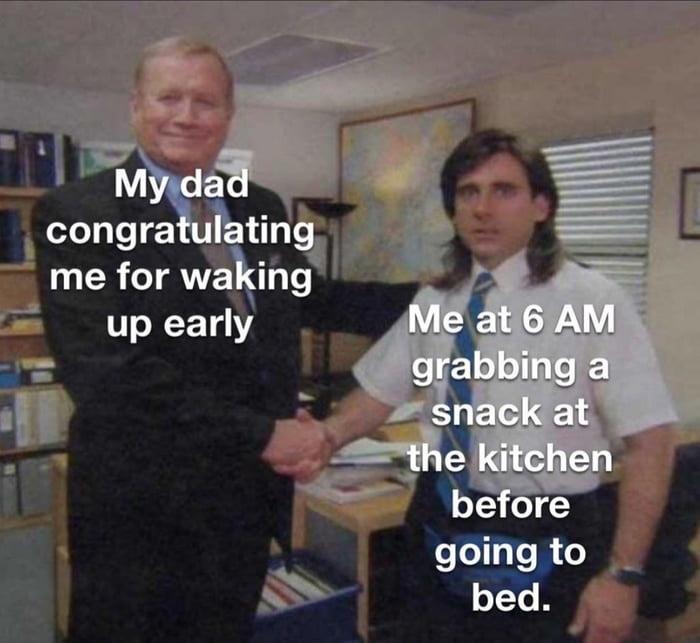 My dad
congratulating
me for waking
up early
Me at 6 AM
grabbing a
snack at
the kitchen
before
going to
bed.